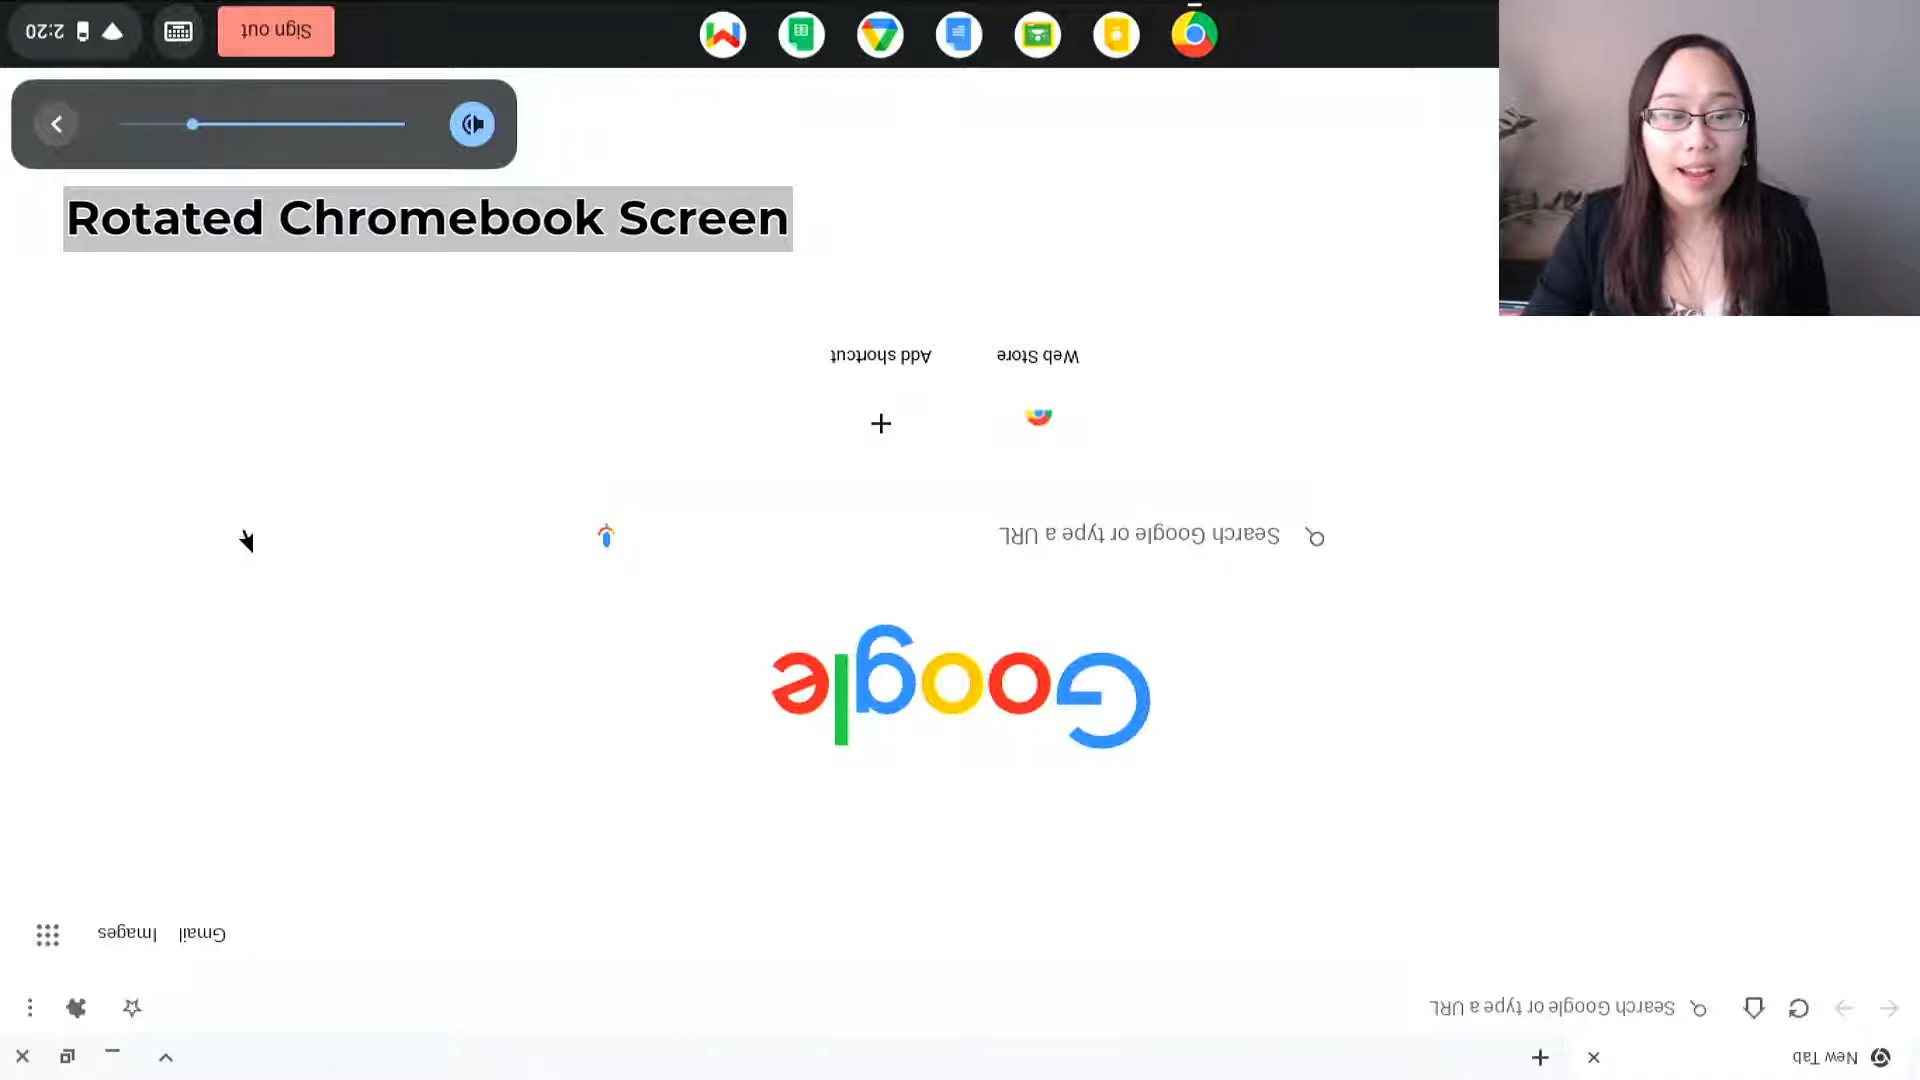 2:20
Sign out
Rotated Chromebook Screen
Add shortcut
Web Store
Search Google or type a URL
Google
Gmail
Images
Search Google or type a URL
New Tab